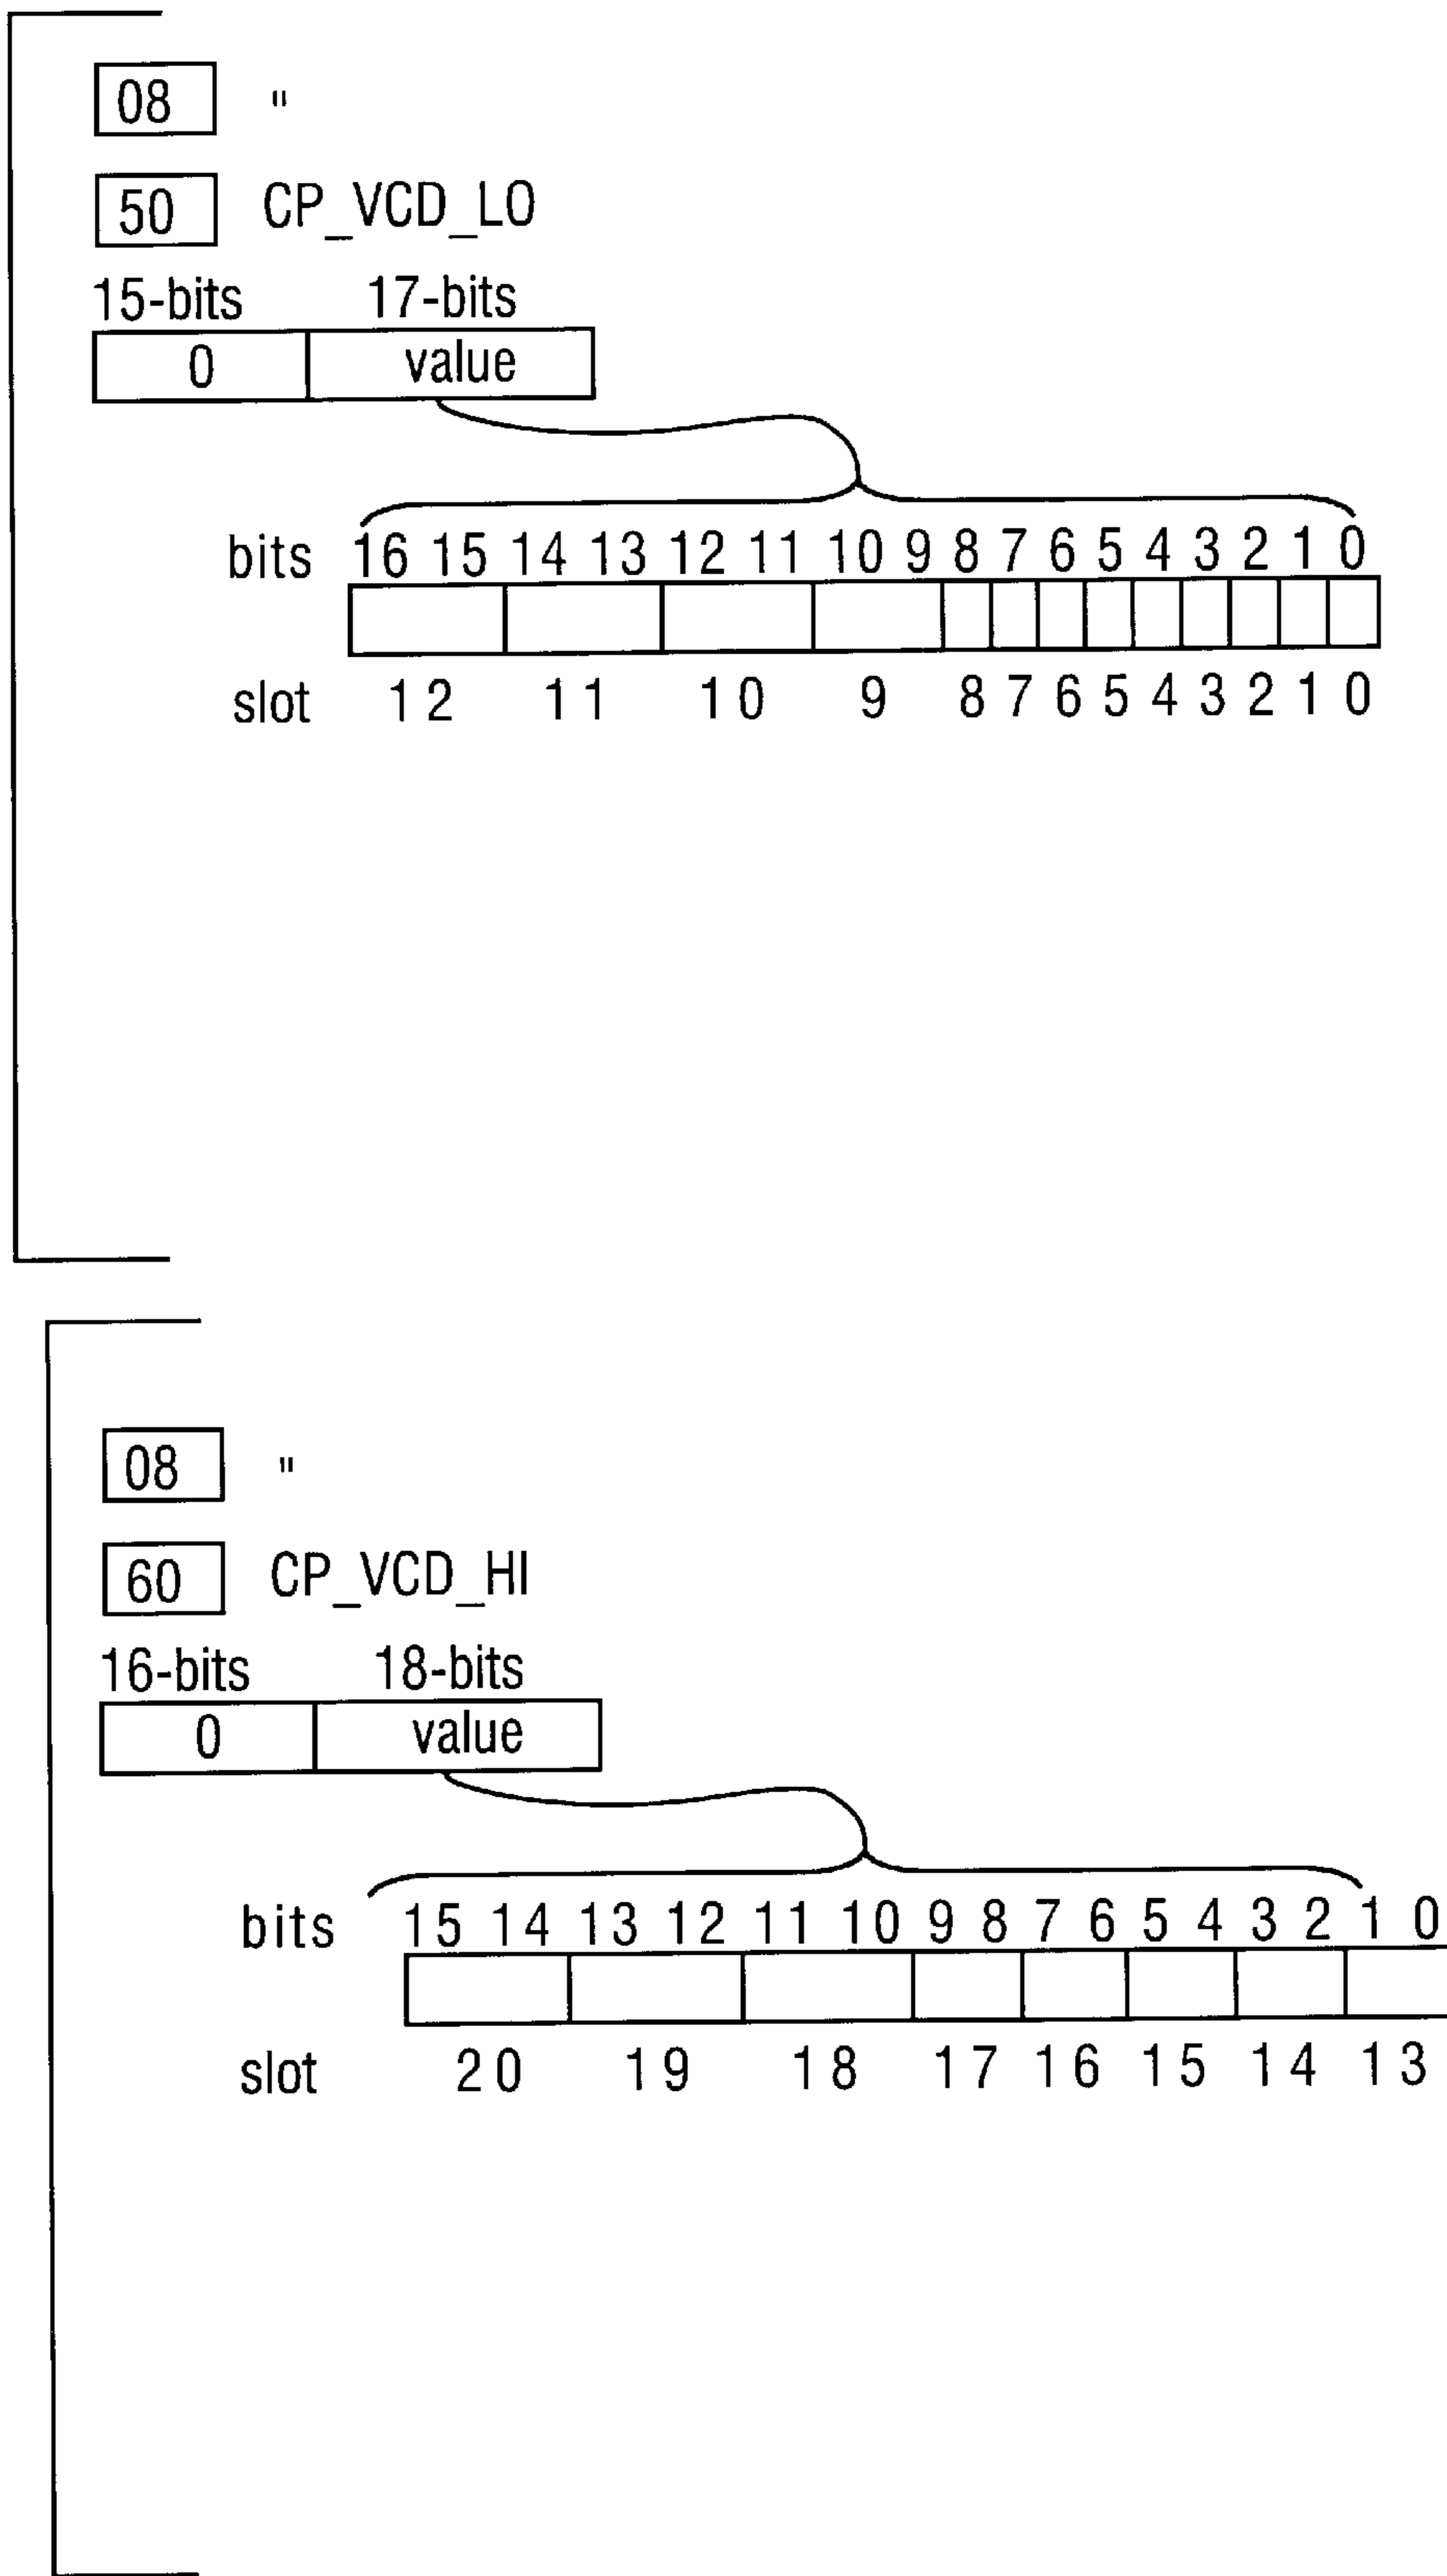 08 "
50 CP_VCD_LO
15-bits 17-bits
0 value
bits 16 15 14 13 12 11 10 9 8 7 6 5 4 3 2 1 0
slot 12 11 10 9 8 7 6 5 4 3 2 1 0
08 "
60 CP_VCD_HI
16-bits 18-bits
0 value
bits 15 14 13 12 11 10 9 8 7 6 5 4 3 2 1 0
slot 20 19 18 17 16 15 14 13